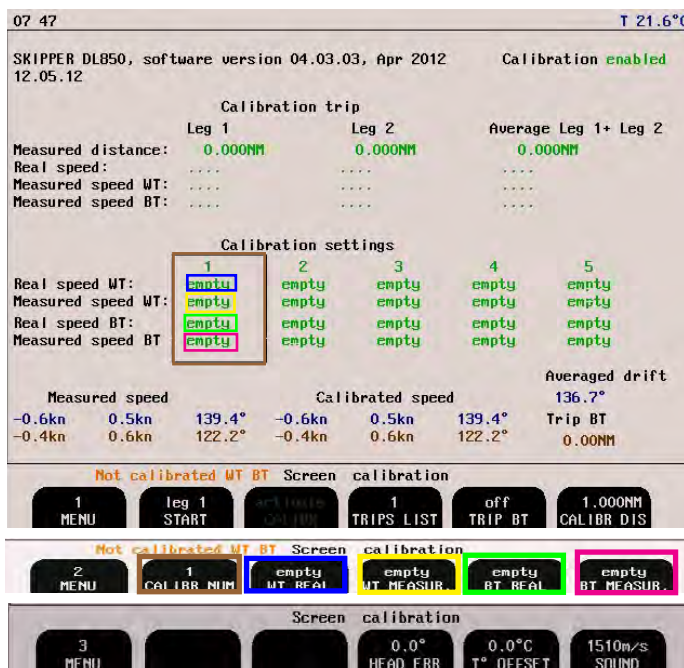 07 47 T 21.6°C
SKIPPER DL850, software version 04.03.03, Apr 2012 Calibration enabled
12.05.12
Calibration trip
Leg 1 Leg 2 Average Leg 1+ Leg 2
Measured distance: 0.000NM 0.000NM 0.000NM
Real speed: .... .... ....
Measured speed WT: .... .... ....
Measured speed BT: .... .... ....
Calibration settings
1 2 3 4 5
Real speed WT: empty empty empty empty empty
Measured speed WT: empty empty empty empty empty
Real speed BT: empty empty empty empty empty
Measured speed BT empty empty empty empty empty
Averaged drift
Measured speed Calibrated speed 136.7°
-0.6kn 0.5kn 139.4° -0.6kn 0.5kn 139.4° Trip BT
-0.4kn 0.6kn 122.2° -0.4kn 0.6kn 122.2° 0.00NM
Not calibrated WT BT Screen calibration
1 leg 1 1 off 1.000NM
MENU START TRIPS LIST TRIP BT CALIBR DIS
Not calibrated WT BT Screen calibration
2 1 empty empty empty empty
MENU CALIBR NUM WT REAL WT MEASUR. BT REAL BT MEASUR.
Screen calibration
3 0.0° 0.0°C 1510m/s
MENU HEAD ERR T° OFFSET SOUND